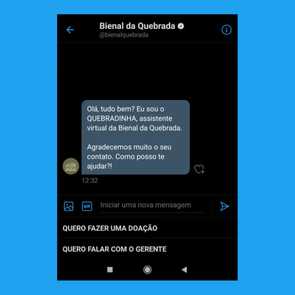 Bienal da Quebrada
@bienalquebrada
Olá, tudo bem? Eu sou o
QUEBRADINHA, assistente
virtual da Bienal da Quebrada.
Agradecemos muito o seu
contato. Como posso te
ajudar?!
12:32
GIF
Iniciar uma nova mensagem
QUERO FAZER UMA DOAÇÃO
QUERO FALAR COM O GERENTE